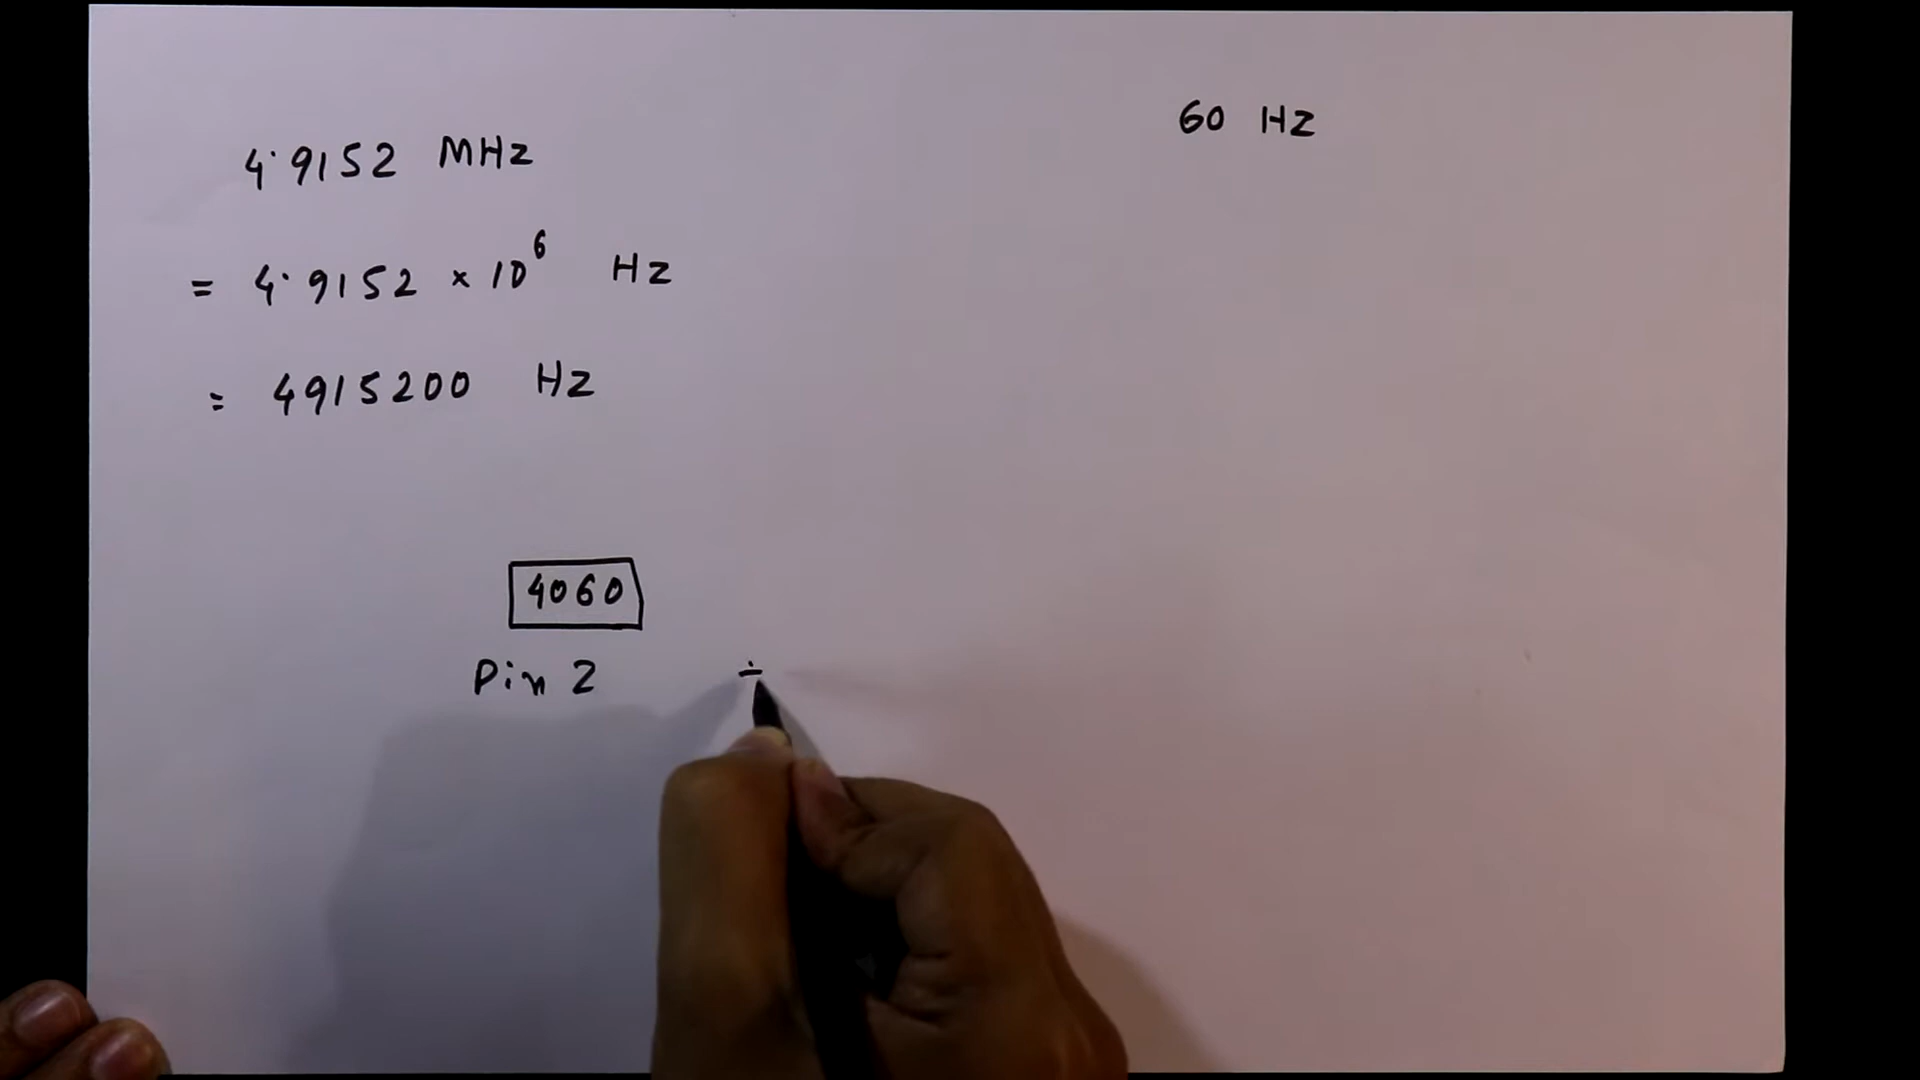 60 Hz
4.9152 MHz
= 4.9152 × 10⁶ Hz
= 4915200 Hz
4060
Pin 2 ÷